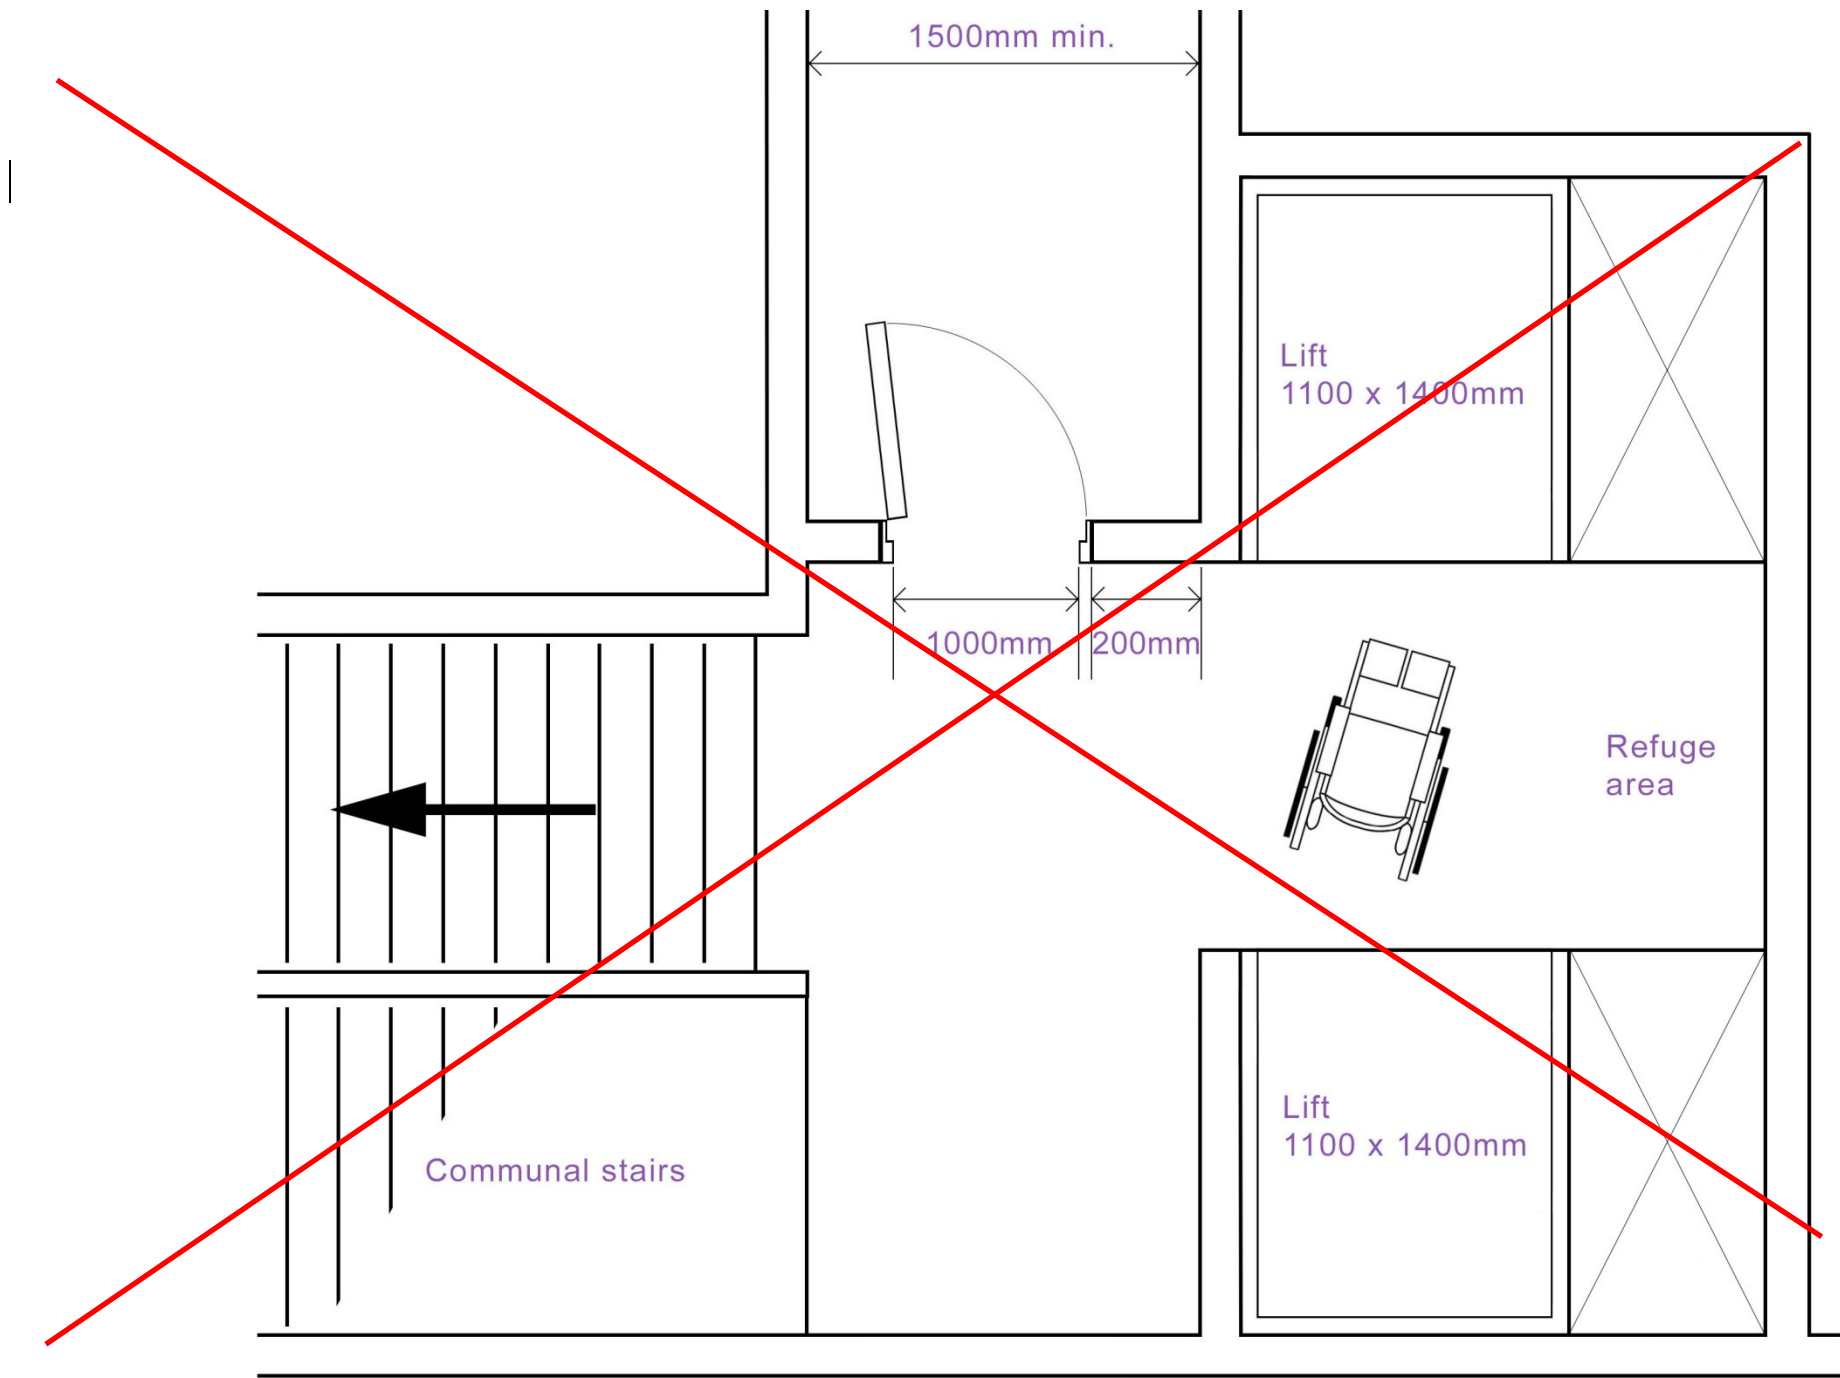 1500mm min.
Lift
1100 x 1400mm
1000mm
200mm
Refuge
area
Lift
1100 x 1400mm
Communal stairs